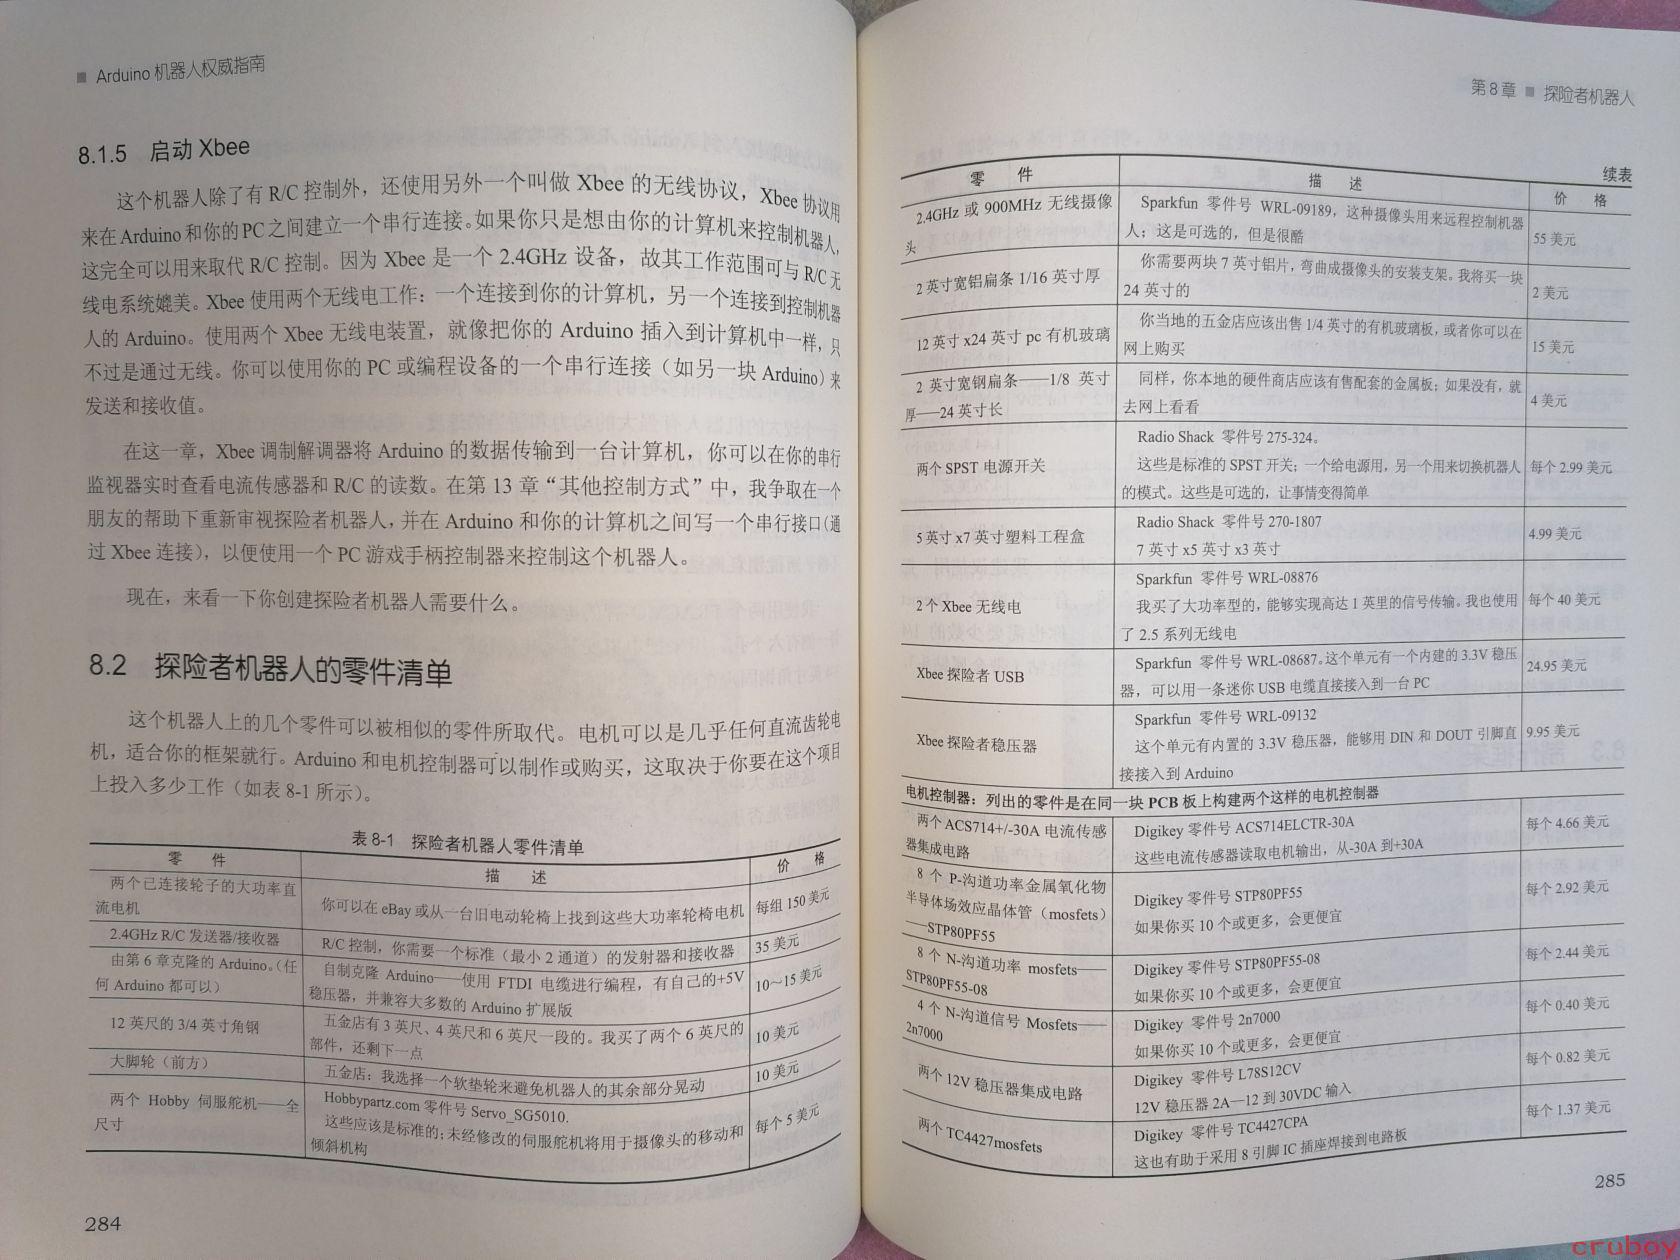 ■ Arduino 机器人权威指南
8.1.5 启动 Xbee
这个机器人除了有 R/C 控制外，还使用另外一个叫做 Xbee 的无线协议，Xbee 协议用
来在 Arduino 和你的 PC 之间建立一个串行连接。如果你只是想由你的计算机来控制机器人，
这完全可以用来取代 R/C 控制。因为 Xbee 是一个 2.4GHz 设备，故其工作范围可与 R/C 无
线电系统媲美。Xbee 使用两个无线电工作：一个连接到你的计算机，另一个连接到控制机器
人的 Arduino。使用两个 Xbee 无线电装置，就像把你的 Arduino 插入到计算机中一样，只
不过是通过无线。你可以使用你的 PC 或编程设备的一个串行连接（如另一块 Arduino）来
发送和接收值。
在这一章，Xbee 调制解调器将 Arduino 的数据传输到一台计算机，你可以在你的串行
监视器实时查看电流传感器和 R/C 的读数。在第 13 章“其他控制方式”中，我争取在一个
朋友的帮助下重新审视探险者机器人，并在 Arduino 和你的计算机之间写一个串行接口（通
过 Xbee 连接），以便使用一个 PC 游戏手柄控制器来控制这个机器人。
现在，来看一下你创建探险者机器人需要什么。
8.2 探险者机器人的零件清单
这个机器人上的几个零件可以被相似的零件所取代。电机可以是几乎任何直流齿轮电
机，适合你的框架就行。Arduino 和电机控制器可以制作或购买，这取决于你要在这个项目
上投入多少工作（如表 8-1 所示）。
表 8-1 探险者机器人零件清单
零 件 描 述 价 格
两个已连接轮子的大功率直
流电机
你可以在 eBay 或从一台旧电动轮椅上找到这些大功率轮椅电机
每组 150 美元
2.4GHz R/C 发送器/接收器
R/C 控制，你需要一个标准（最小 2 通道）的发射器和接收器
35 美元
由第 6 章克隆的 Arduino。（任
何 Arduino 都可以）
自制克隆 Arduino——使用 FTDI 电缆进行编程，有自己的+5V
稳压器，并兼容大多数的 Arduino 扩展版
10～15 美元
12 英尺的 3/4 英寸角钢
五金店有 3 英尺、4 英尺和 6 英尺一段的。我买了两个 6 英尺的
部件，还剩下一点
10 美元
大脚轮（前方）
五金店：我选择一个软垫轮来避免机器人的其余部分晃动
10 美元
两个 Hobby 伺服舵机——全
尺寸
Hobbypartz.com 零件号 Servo_SG5010.
这些应该是标准的；未经修改的伺服舵机将用于摄像头的移动和
倾斜机构
每个 5 美元
284
第 8 章 ■ 探险者机器人
续表
零 件 描 述 价 格
2.4GHz 或 900MHz 无线摄像
头
Sparkfun 零件号 WRL-09189，这种摄像头用来远程控制机器
人；这是可选的，但是很酷
55 美元
2 英寸宽铝扁条 1/16 英寸厚
你需要两块 7 英寸铝片，弯曲成摄像头的安装支架。我将买一块
24 英寸的
2 美元
12 英寸 x24 英寸 pc 有机玻璃
你当地的五金店应该出售 1/4 英寸的有机玻璃板，或者你可以在
网上购买
15 美元
2 英寸宽钢扁条——1/8 英寸
厚——24 英寸长
同样，你本地的硬件商店应该有售配套的金属板；如果没有，就
去网上看看
4 美元
两个 SPST 电源开关
Radio Shack 零件号 275-324。
这些是标准的 SPST 开关；一个给电源用，另一个用来切换机器人
的模式。这些是可选的，让事情变得简单
每个 2.99 美元
5 英寸 x7 英寸塑料工程盒
Radio Shack 零件号 270-1807
7 英寸 x5 英寸 x3 英寸
4.99 美元
2 个 Xbee 无线电
Sparkfun 零件号 WRL-08876
我买了大功率型的，能够实现高达 1 英里的信号传输。我也使用
了 2.5 系列无线电
每个 40 美元
Xbee 探险者 USB
Sparkfun 零件号 WRL-08687。这个单元有一个内建的 3.3V 稳压
器，可以用一条迷你 USB 电缆直接接入到一台 PC
24.95 美元
Xbee 探险者稳压器
Sparkfun 零件号 WRL-09132
这个单元有内置的 3.3V 稳压器，能够用 DIN 和 DOUT 引脚直
接接入到 Arduino
9.95 美元
电机控制器：列出的零件是在同一块 PCB 板上构建两个这样的电机控制器
两个 ACS714+/-30A 电流传感
器集成电路
Digikey 零件号 ACS714ELCTR-30A
这些电流传感器读取电机输出，从-30A 到+30A
每个 4.66 美元
8 个 P-沟道功率金属氧化物
半导体场效应晶体管（mosfets）
——STP80PF55
Digikey 零件号 STP80PF55
如果你买 10 个或更多，会更便宜
每个 2.92 美元
8 个 N-沟道功率 mosfets——
STP80PF55-08
Digikey 零件号 STP80PF55-08
如果你买 10 个或更多，会更便宜
每个 2.44 美元
4 个 N-沟道信号 Mosfets——
2n7000
Digikey 零件号 2n7000
如果你买 10 个或更多，会更便宜
每个 0.40 美元
两个 12V 稳压器集成电路
Digikey 零件号 L78S12CV
12V 稳压器 2A—12 到 30VDC 输入
每个 0.82 美元
两个 TC4427mosfets
Digikey 零件号 TC4427CPA
这也有助于采用 8 引脚 IC 插座焊接到电路板
每个 1.37 美元
285
cruboy